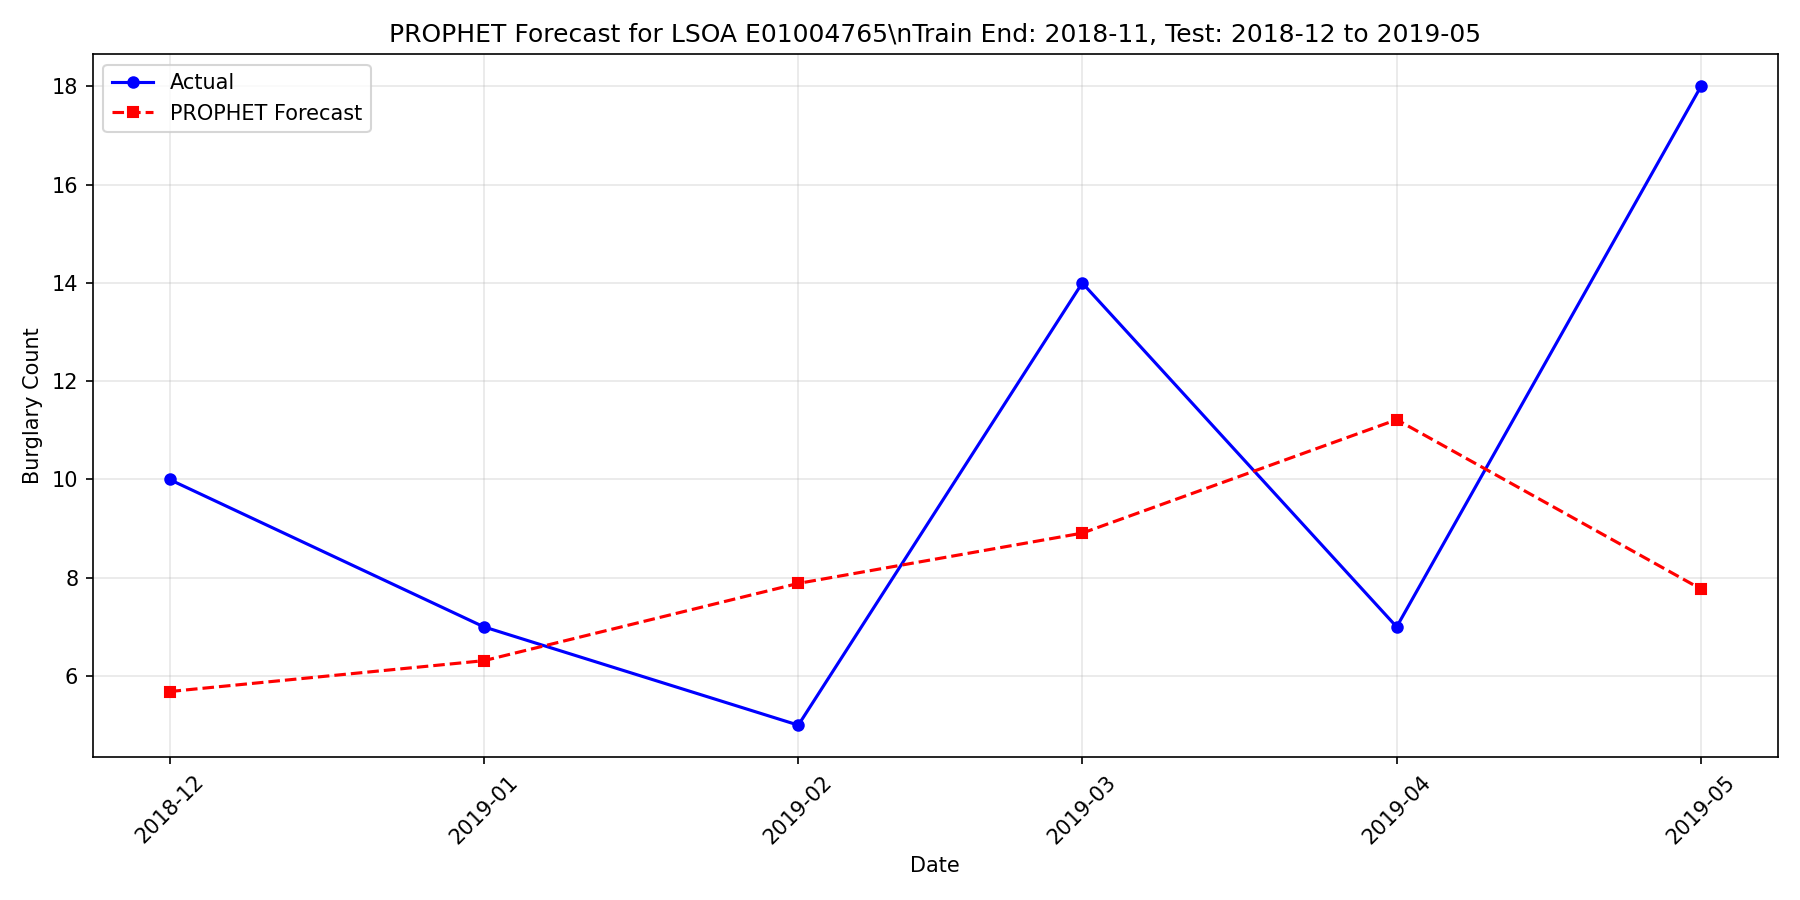 PROPHET Forecast for LSOA E01004765\nTrain End: 2018-11, Test: 2018-12 to 2019-05
Actual
PROPHET Forecast
Burglary Count
18
16
14
12
10
8
6
2018-12
2019-01
2019-02
2019-03
2019-04
2019-05
Date